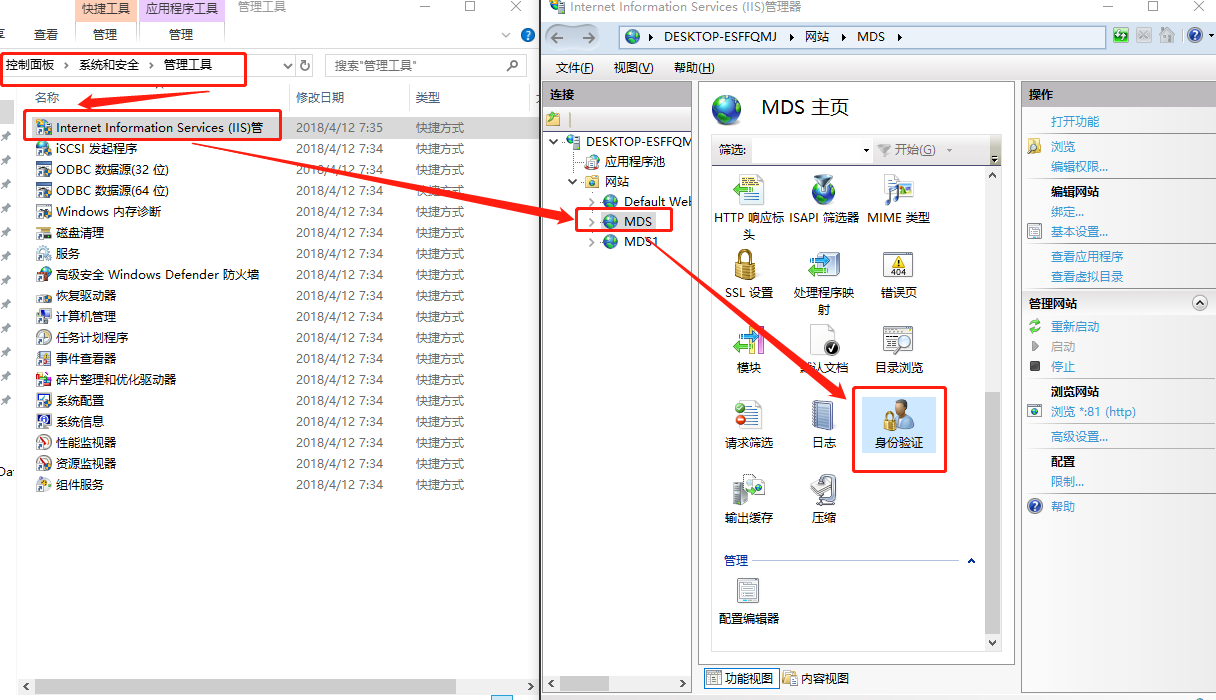 快捷工具
应用程序工具
管理工具
查看
管理
管理
控制面板 › 系统和安全 › 管理工具
搜索"管理工具"
名称
修改日期
类型
Internet Information Services (IIS)管
2018/4/12 7:35
快捷方式
iSCSI 发起程序
2018/4/12 7:34
快捷方式
ODBC 数据源(32 位)
2018/4/12 7:34
快捷方式
ODBC 数据源(64 位)
2018/4/12 7:34
快捷方式
Windows 内存诊断
2018/4/12 7:34
快捷方式
磁盘清理
2018/4/12 7:34
快捷方式
服务
2018/4/12 7:34
快捷方式
高级安全 Windows Defender 防火墙
2018/4/12 7:34
快捷方式
恢复驱动器
2018/4/12 7:34
快捷方式
计算机管理
2018/4/12 7:34
快捷方式
任务计划程序
2018/4/12 7:34
快捷方式
事件查看器
2018/4/12 7:34
快捷方式
碎片整理和优化驱动器
2018/4/12 7:34
快捷方式
系统配置
2018/4/12 7:34
快捷方式
系统信息
2018/4/12 7:34
快捷方式
性能监视器
2018/4/12 7:34
快捷方式
资源监视器
2018/4/12 7:34
快捷方式
组件服务
2018/4/12 7:34
快捷方式
Da
Internet Information Services (IIS)管理器
DESKTOP-ESFFQMJ
网站
MDS
文件(F)
视图(V)
帮助(H)
连接
DESKTOP-ESFFQM
应用程序池
网站
Default Web
MDS
MDS1
MDS 主页
筛选:
开始(G)
HTTP 响应标
头
ISAPI 筛选器
MIME 类型
SSL 设置
处理程序映
射
错误页
404
模块
默认文档
目录浏览
请求筛选
日志
身份验证
输出缓存
压缩
管理
配置编辑器
功能视图
内容视图
操作
打开功能
浏览
编辑权限...
编辑网站
绑定...
基本设置...
查看应用程序
查看虚拟目录
管理网站
重新启动
启动
停止
浏览网站
浏览 *:81 (http)
高级设置...
配置
限制...
帮助